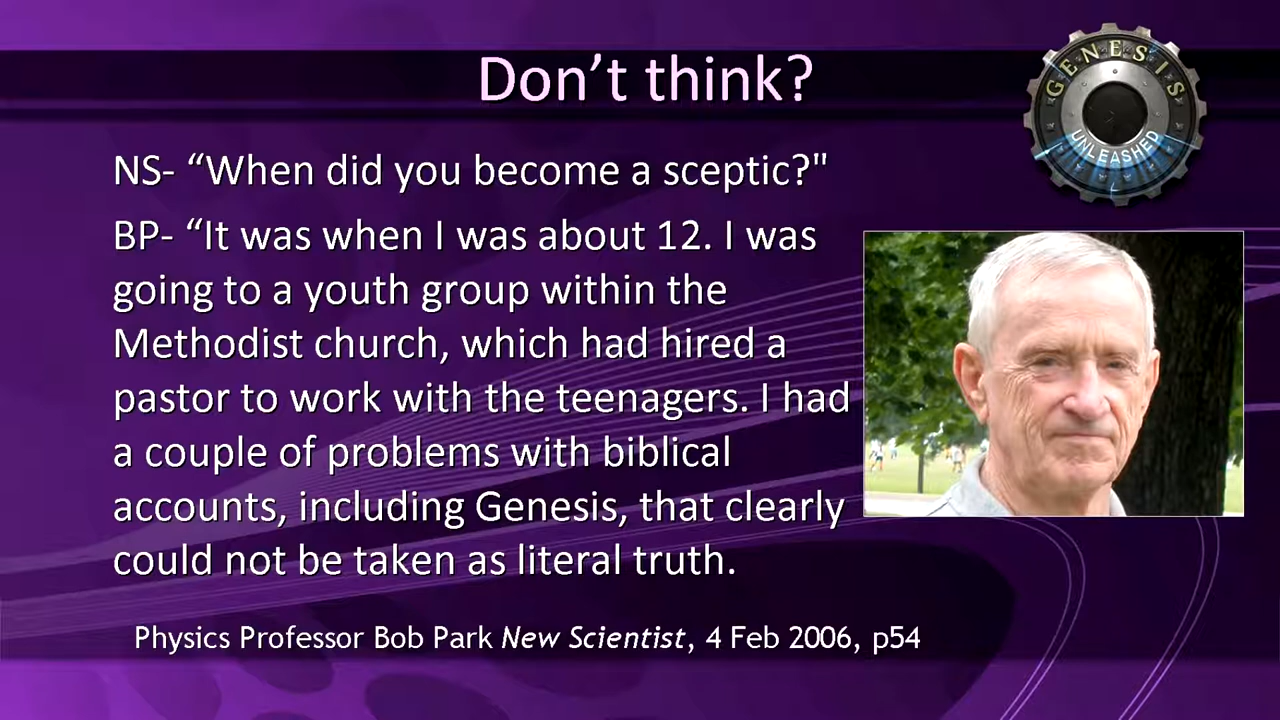 Don’t think?
GENESIS
UNLEASHED
NS- “When did you become a sceptic?"
BP- “It was when I was about 12. I was
going to a youth group within the
Methodist church, which had hired a
pastor to work with the teenagers. I had
a couple of problems with biblical
accounts, including Genesis, that clearly
could not be taken as literal truth.
Physics Professor Bob Park New Scientist, 4 Feb 2006, p54